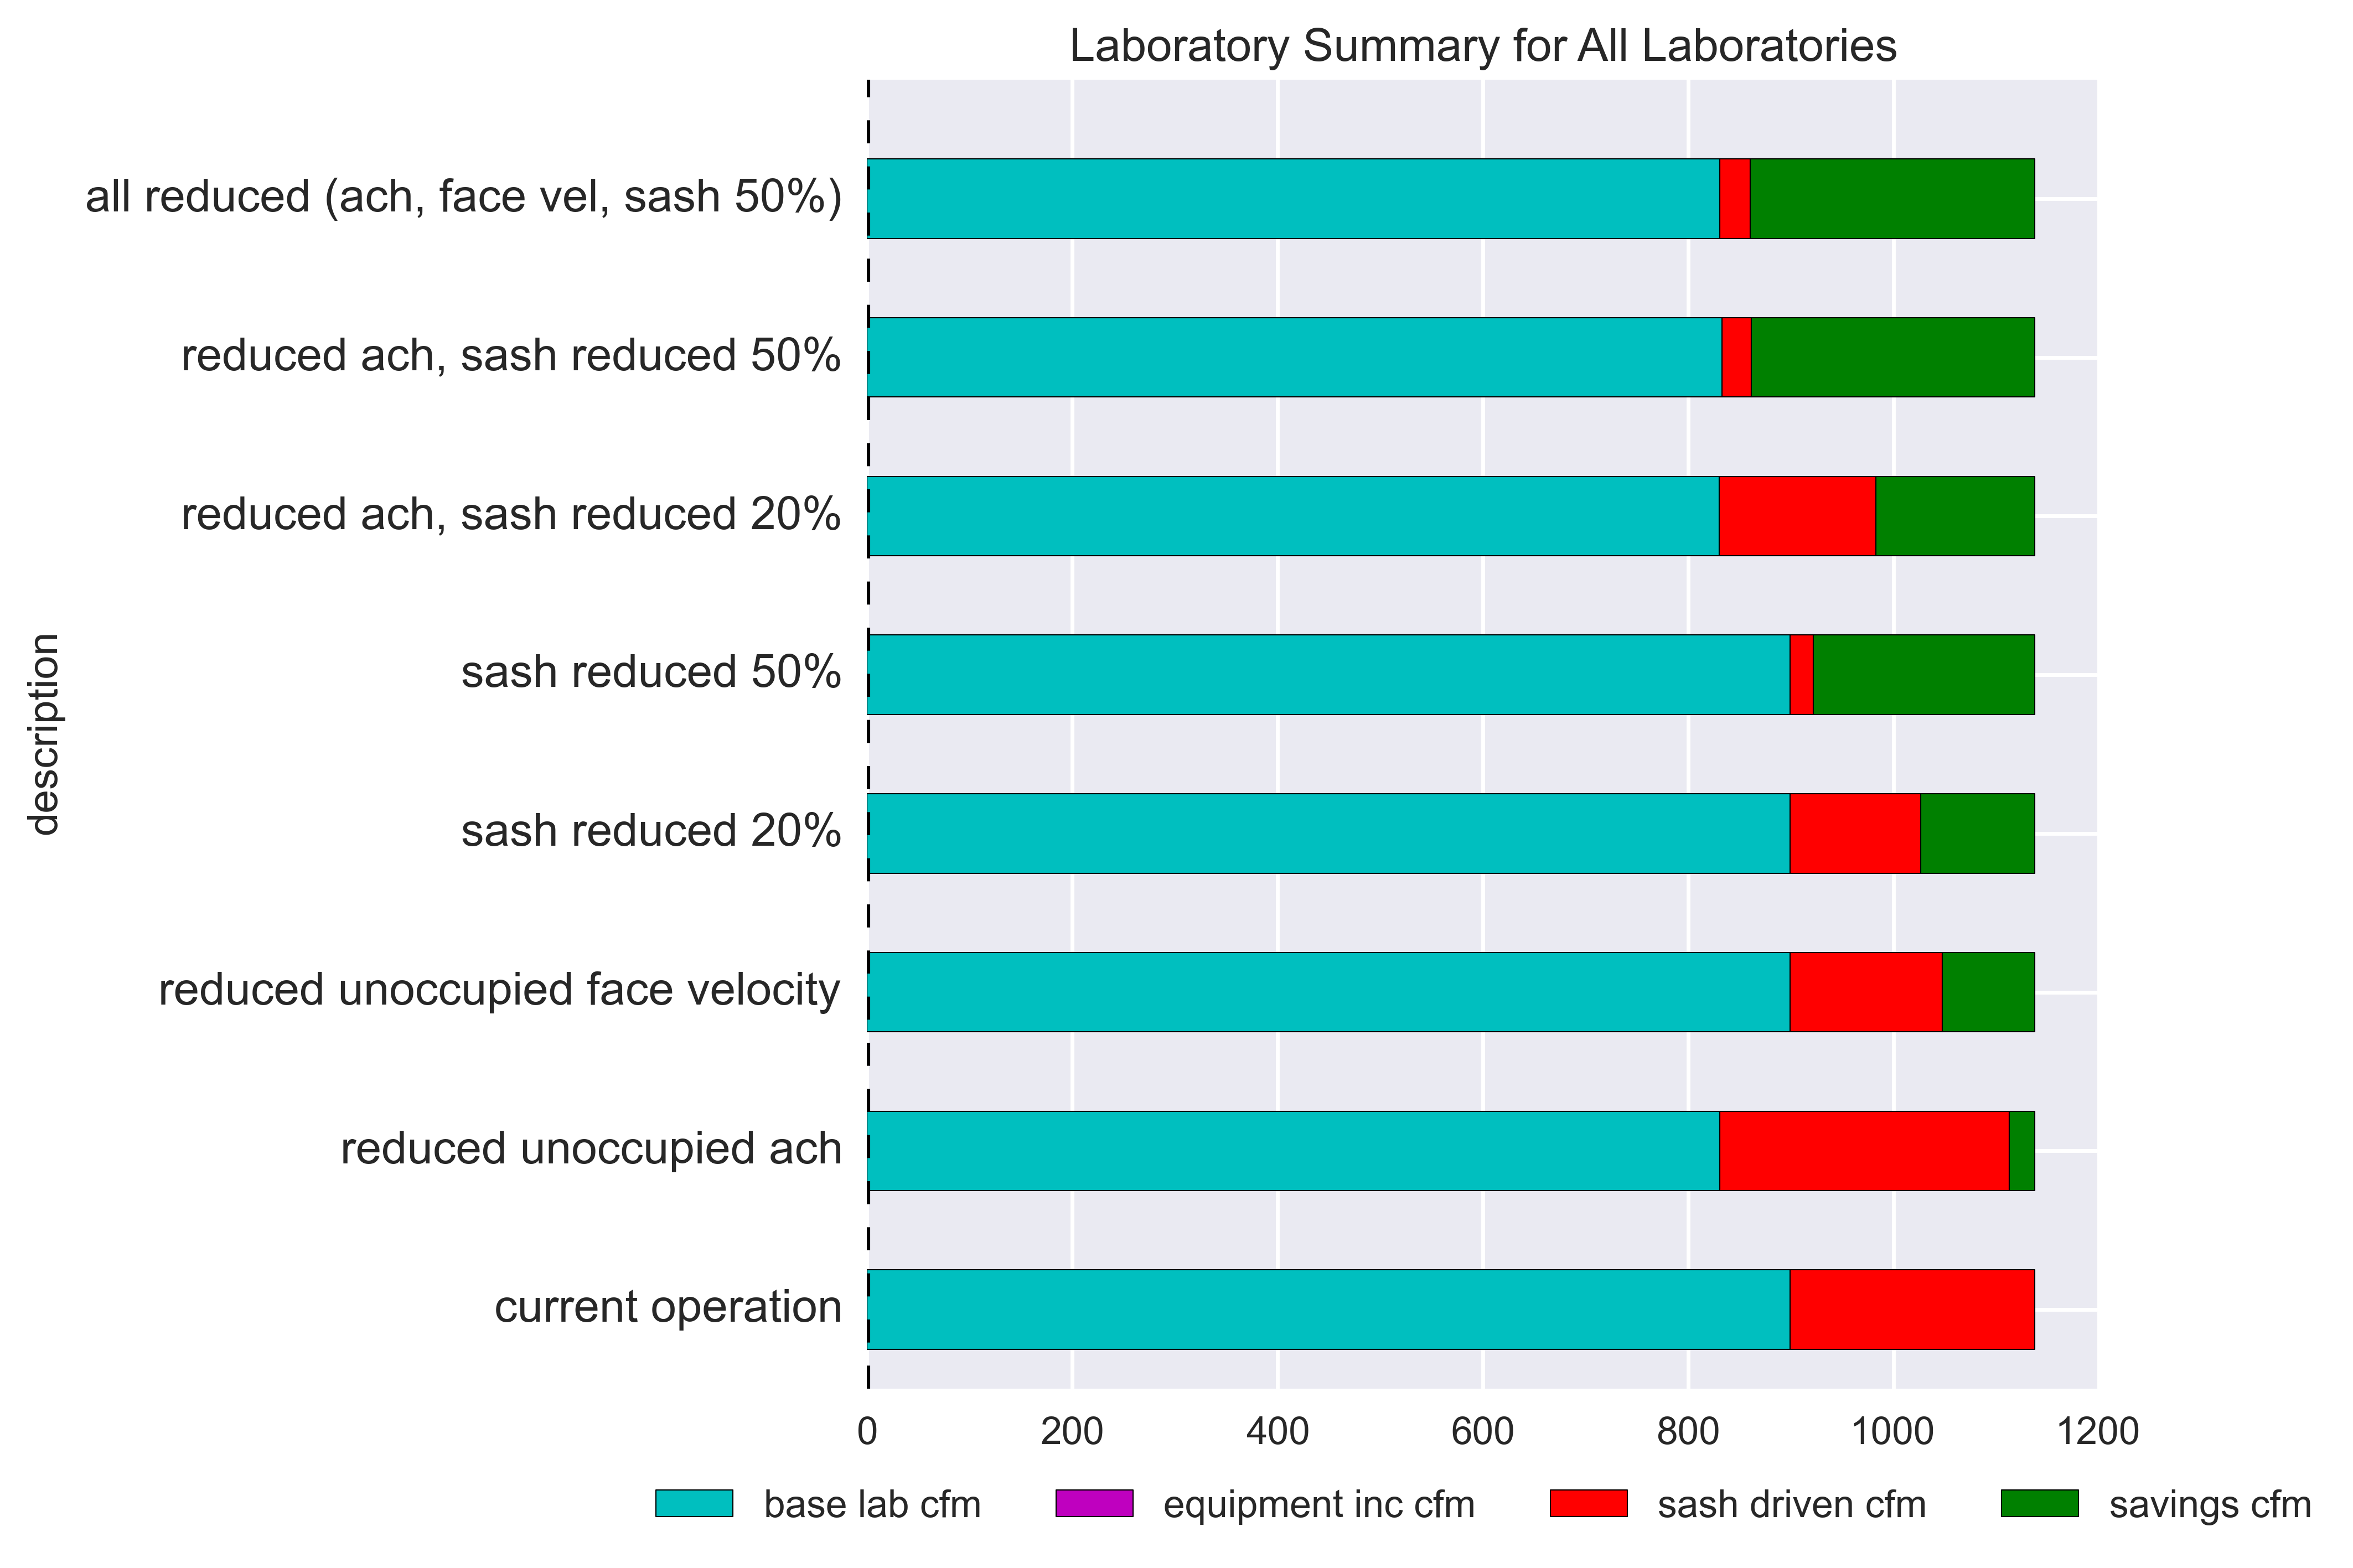 Laboratory Summary for All Laboratories
all reduced (ach, face vel, sash 50%)
reduced ach, sash reduced 50%
reduced ach, sash reduced 20%
sash reduced 50%
sash reduced 20%
reduced unoccupied face velocity
reduced unoccupied ach
current operation
description
0 200 400 600 800 1000 1200
base lab cfm equipment inc cfm sash driven cfm savings cfm